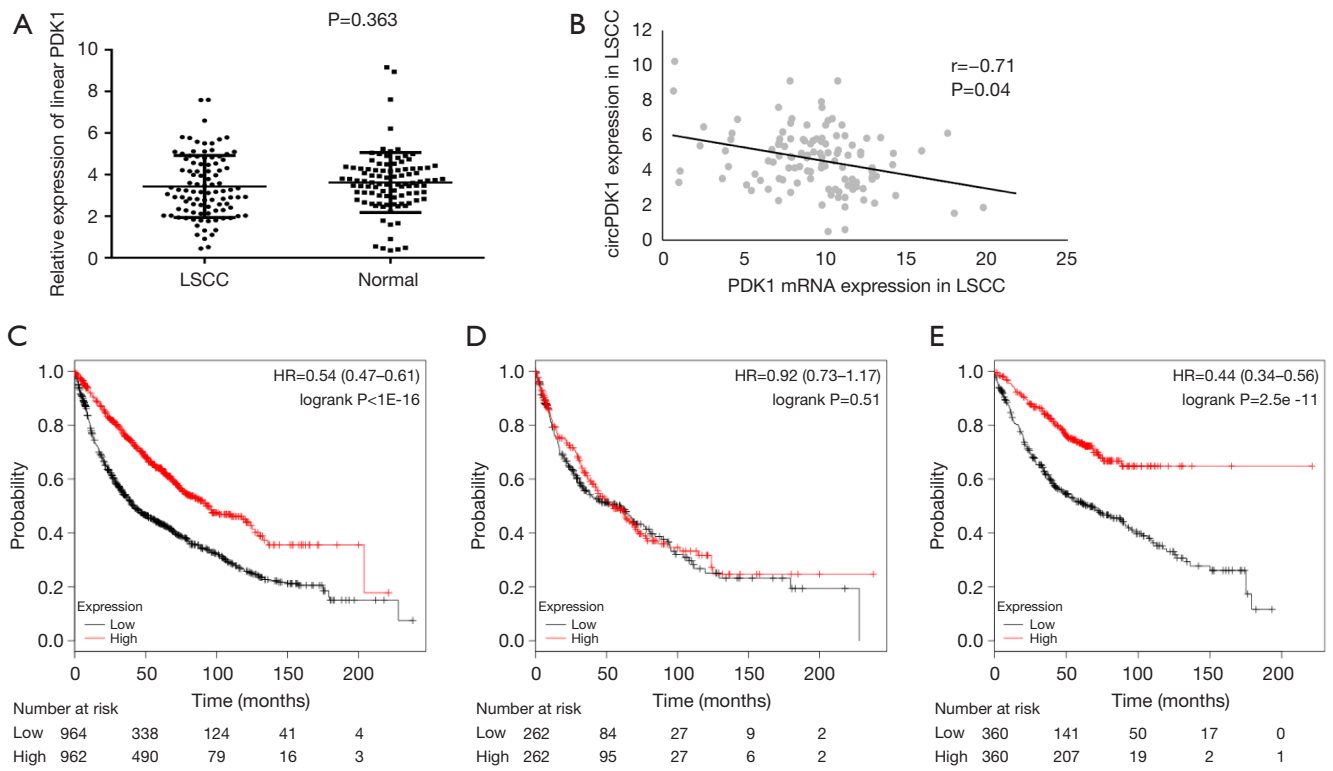 A
P=0.363
Relative expression of linear PDK1
10
8
6
4
2
0
LSCC
Normal
B
circPDK1 expression in LSCC
12
10
8
6
4
2
0
r=−0.71
P=0.04
0
5
10
15
20
25
PDK1 mRNA expression in LSCC
C
HR=0.54 (0.47–0.61)
logrank P<1E-16
Probability
1.0
0.8
0.6
0.4
0.2
0.0
Expression
Low
High
0
50
100
150
200
Time (months)
Number at risk
Low 964 338 124 41 4
High 962 490 79 16 3
D
HR=0.92 (0.73–1.17)
logrank P=0.51
Probability
1.0
0.8
0.6
0.4
0.2
0.0
Expression
Low
High
0
50
100
150
200
Time (months)
Number at risk
Low 262 84 27 9 2
High 262 95 27 6 2
E
HR=0.44 (0.34–0.56)
logrank P=2.5e -11
Probability
1.0
0.8
0.6
0.4
0.2
0.0
Expression
Low
High
0
50
100
150
200
Time (months)
Number at risk
Low 360 141 50 17 0
High 360 207 19 2 1